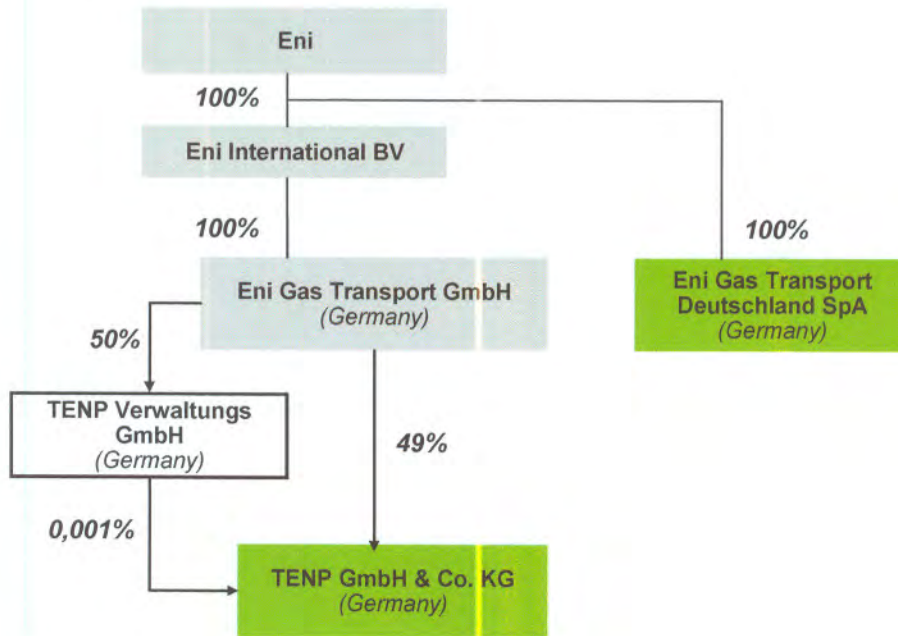 Eni
100%
Eni International BV
100%
100%
Eni Gas Transport GmbH
(Germany)
Eni Gas Transport
Deutschland SpA
(Germany)
50%
TENP Verwaltungs
GmbH
(Germany)
49%
0,001%
TENP GmbH & Co. KG
(Germany)